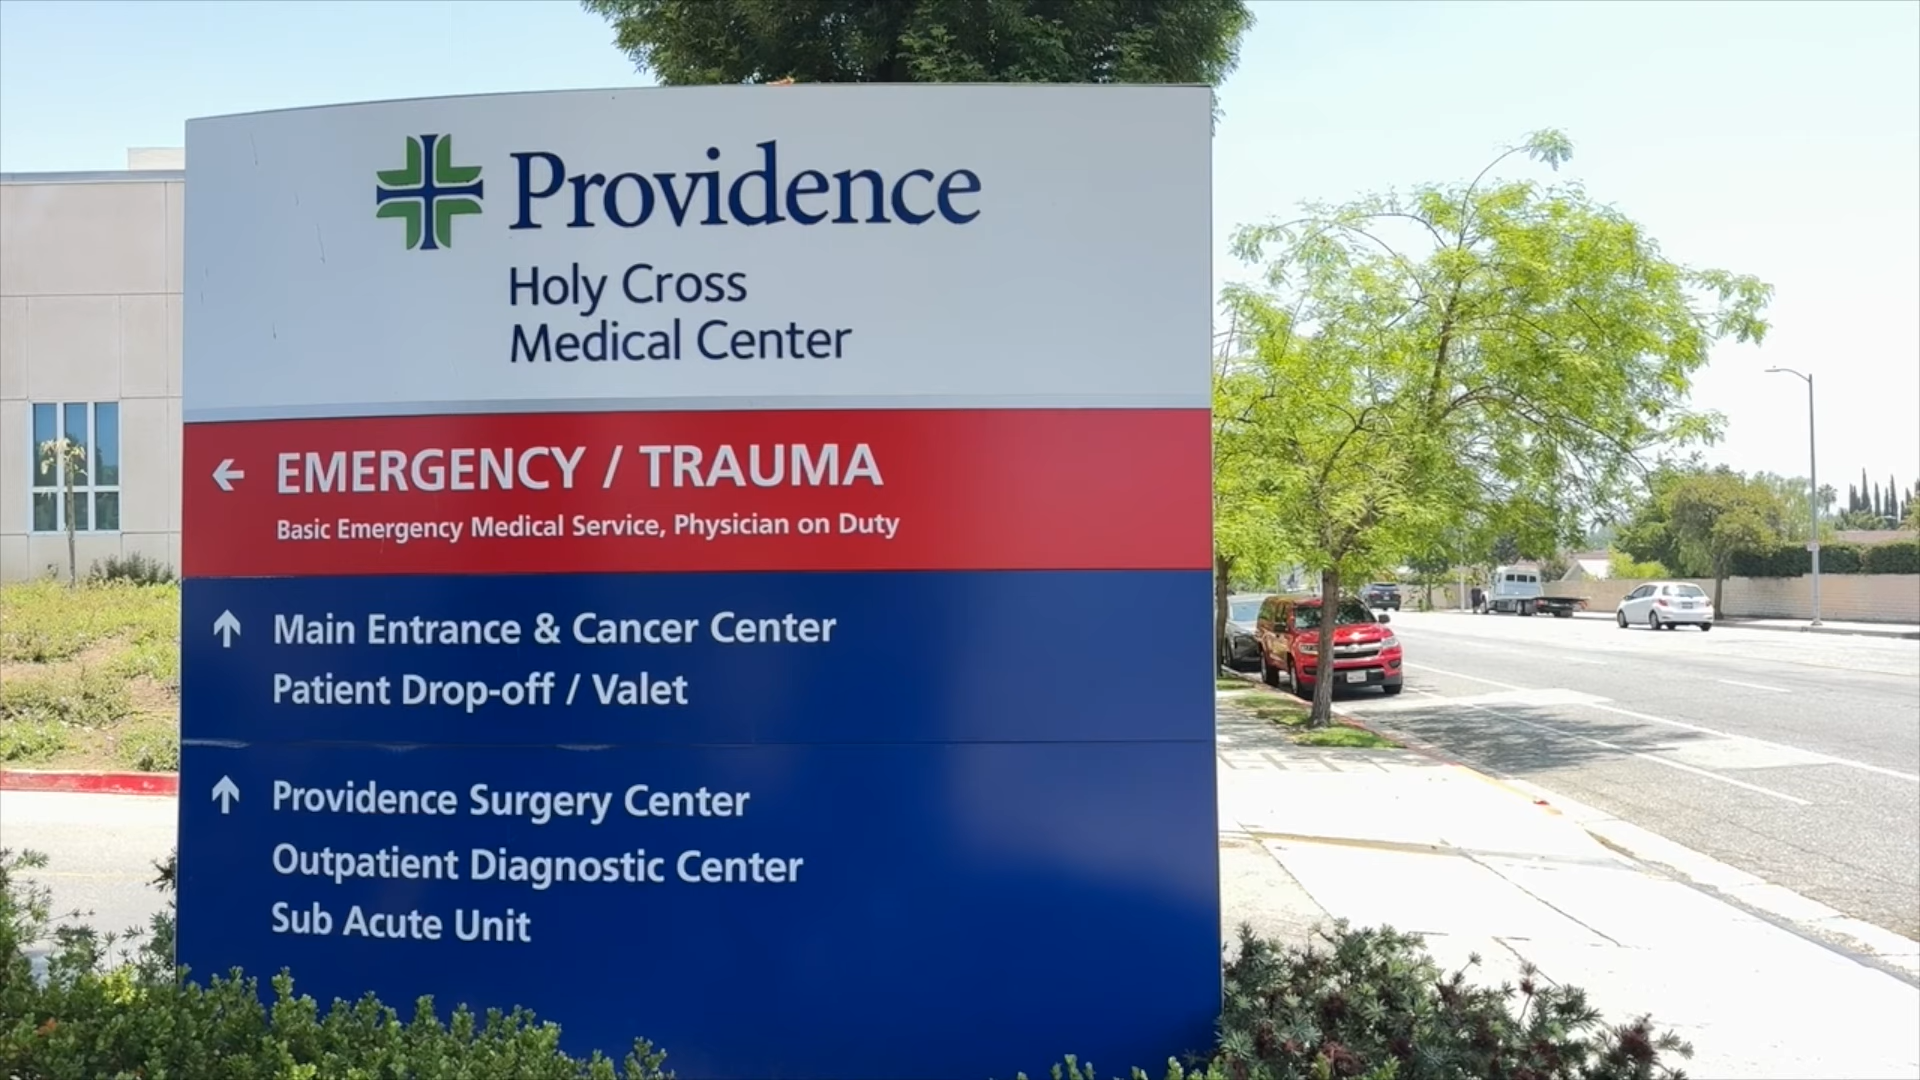 Providence
Holy Cross
Medical Center
← EMERGENCY / TRAUMA
Basic Emergency Medical Service, Physician on Duty
↑ Main Entrance & Cancer Center
Patient Drop-off / Valet
↑ Providence Surgery Center
Outpatient Diagnostic Center
Sub Acute Unit